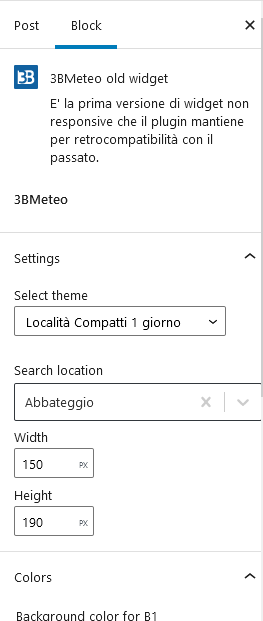 Post Block
3B 3BMeteo old widget
E' la prima versione di widget non
responsive che il plugin mantiene
per retrocompatibilità con il
passato.
3BMeteo
Settings
Select theme
Località Compatti 1 giorno
Search location
Abbateggio
Width
150 PX
Height
190 PX
Colors
Background color for B1